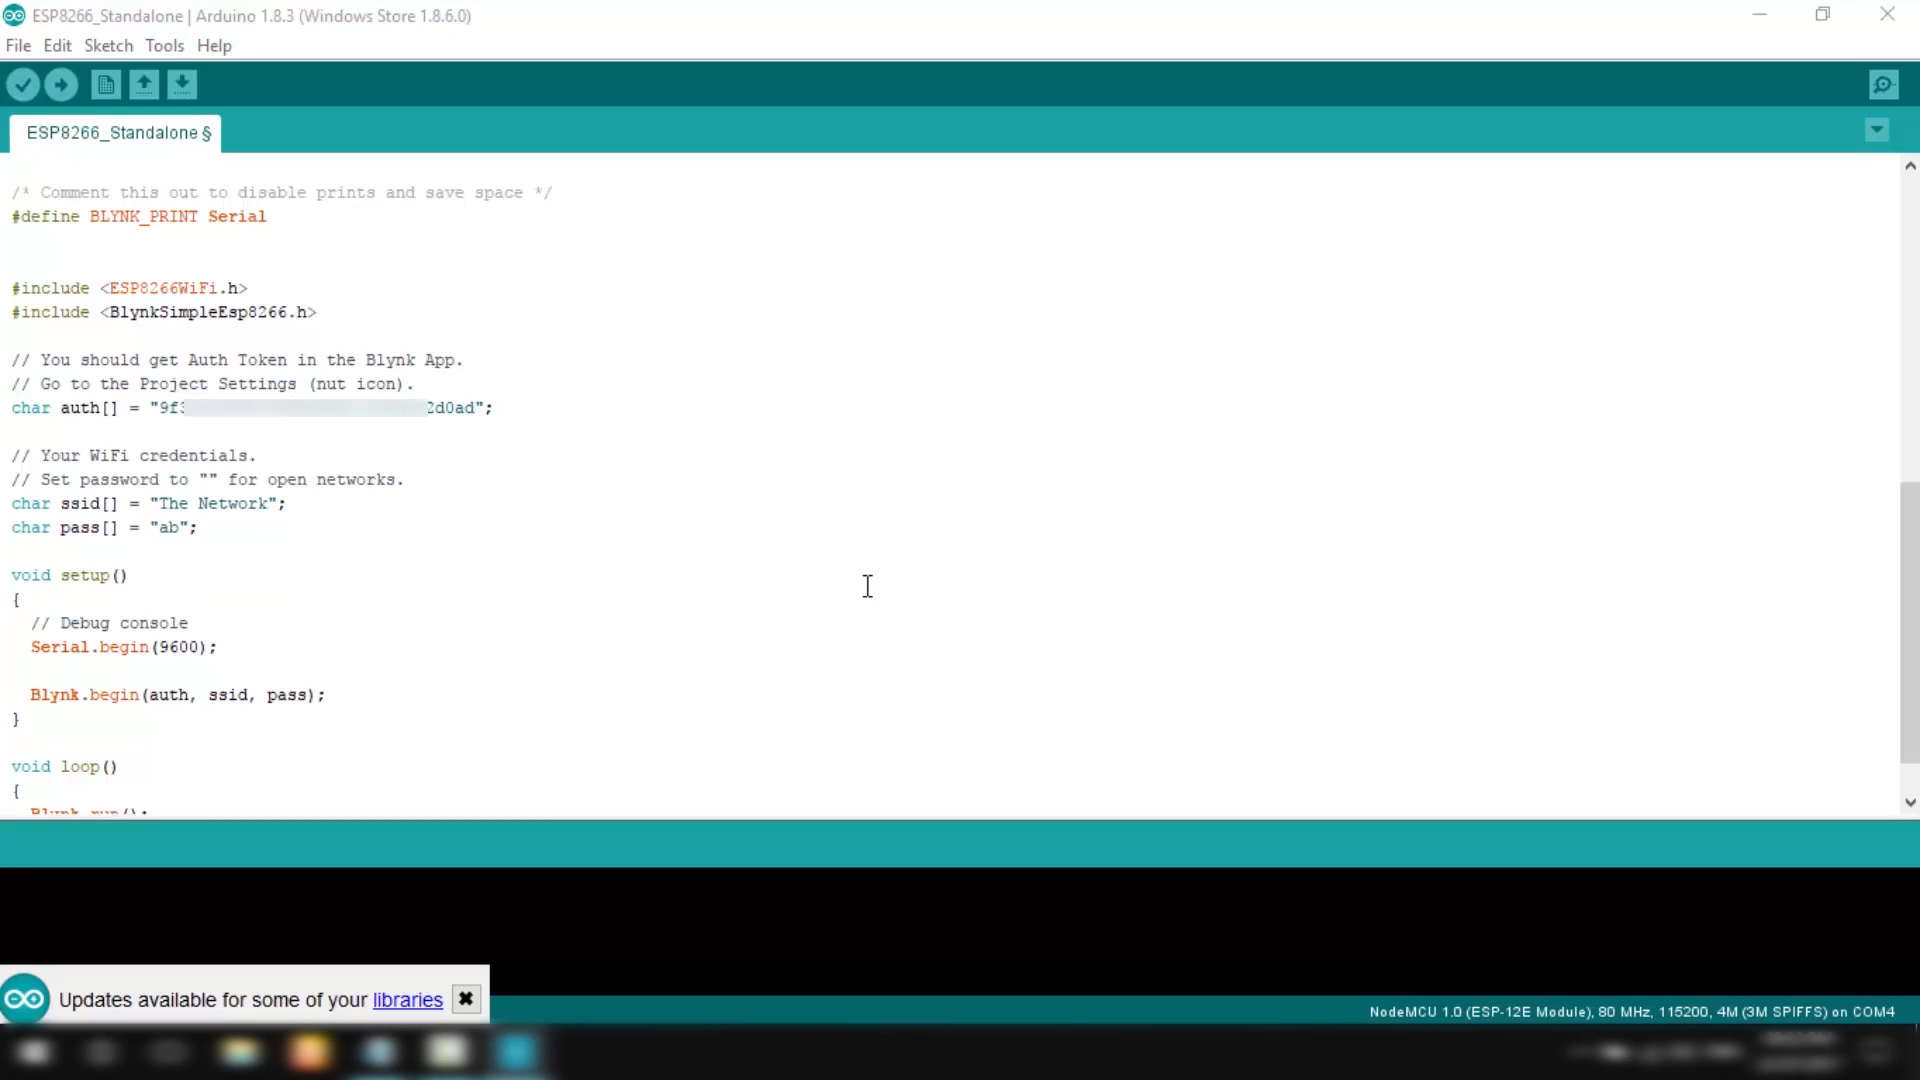 ESP8266_Standalone | Arduino 1.8.3 (Windows Store 1.8.6.0)
File Edit Sketch Tools Help
ESP8266_Standalone §
/* Comment this out to disable prints and save space */
#define BLYNK_PRINT Serial
#include <ESP8266WiFi.h>
#include <BlynkSimpleEsp8266.h>
// You should get Auth Token in the Blynk App.
// Go to the Project Settings (nut icon).
char auth[] = "9f3 2d0ad";
// Your WiFi credentials.
// Set password to "" for open networks.
char ssid[] = "The Network";
char pass[] = "ab";
void setup()
{
// Debug console
Serial.begin(9600);
Blynk.begin(auth, ssid, pass);
}
void loop()
{
Blynk.run();
Updates available for some of your libraries
NodeMCU 1.0 (ESP-12E Module), 80 MHz, 115200, 4M (3M SPIFFS) on COM4